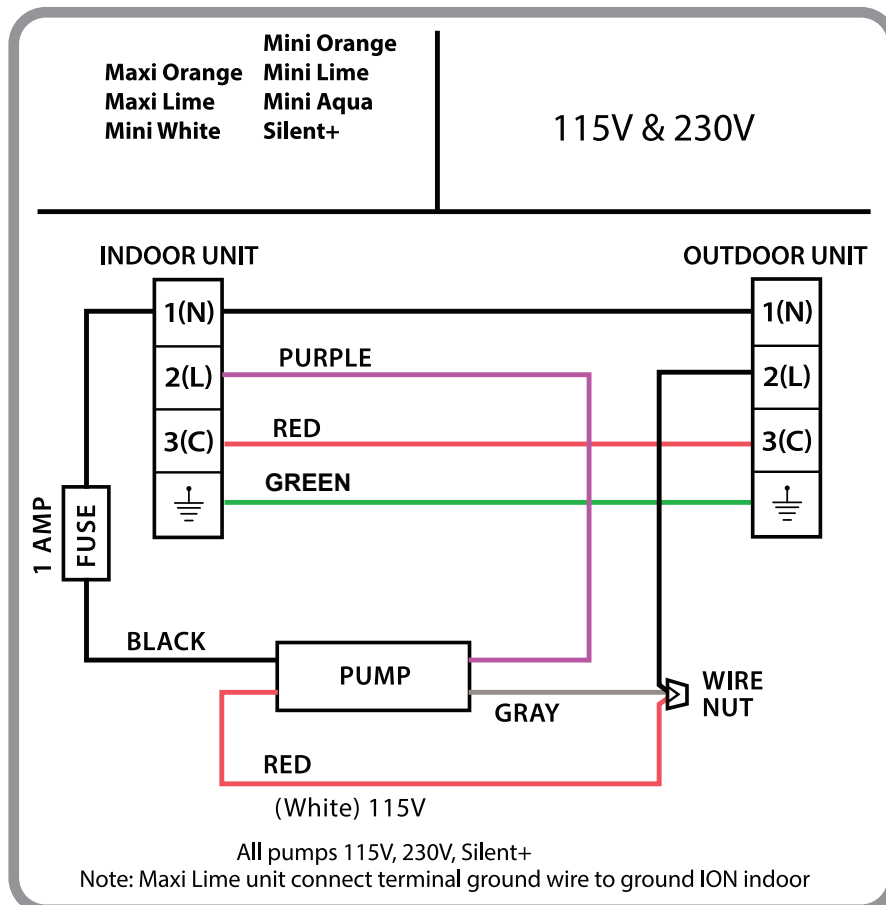 Maxi Orange
Maxi Lime
Mini White
Mini Orange
Mini Lime
Mini Aqua
Silent+
115V & 230V
INDOOR UNIT
OUTDOOR UNIT
1(N)
2(L)
3(C)
1(N)
2(L)
3(C)
PURPLE
RED
GREEN
1 AMP
FUSE
BLACK
PUMP
GRAY
WIRE
NUT
RED
(White) 115V
All pumps 115V, 230V, Silent+
Note: Maxi Lime unit connect terminal ground wire to ground ION indoor